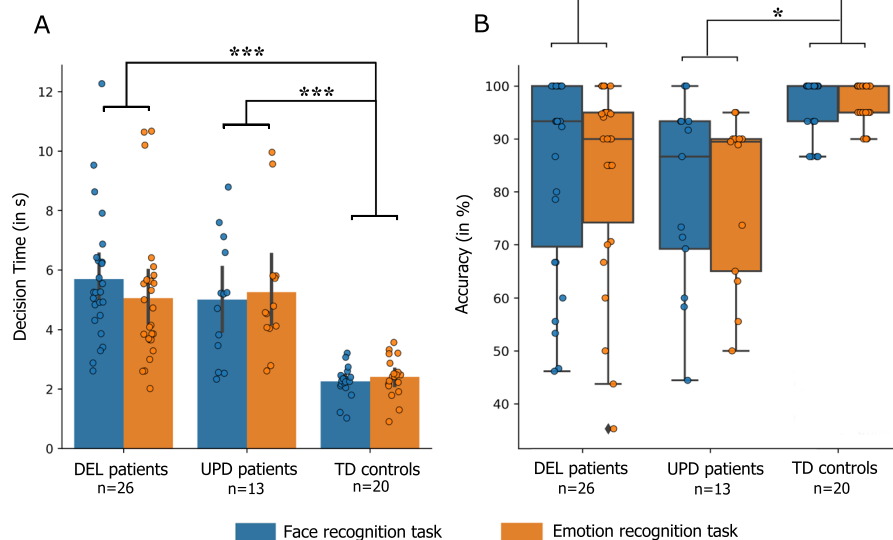 A
B
***
***
*
Decision Time (in s)
12
10
8
6
4
2
0
DEL patients
n=26
UPD patients
n=13
TD controls
n=20
Accuracy (in %)
100
90
80
70
60
50
40
DEL patients
n=26
UPD patients
n=13
TD controls
n=20
Face recognition task
Emotion recognition task